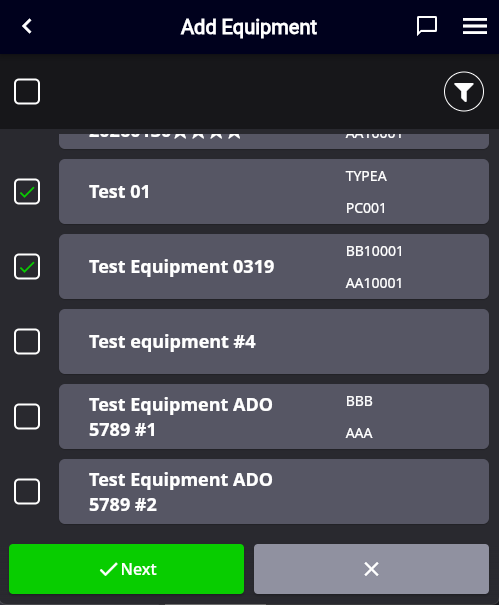 Add Equipment
Test 01
TYPEA
PC001
Test Equipment 0319
BB10001
AA10001
Test equipment #4
Test Equipment ADO
5789 #1
BBB
AAA
Test Equipment ADO
5789 #2
Next